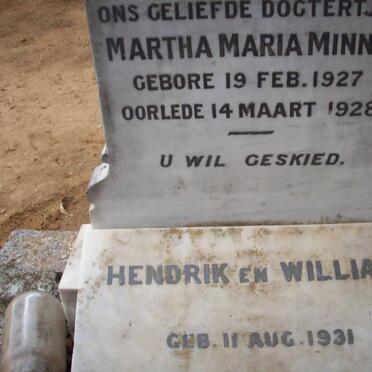 ONS GELIEFDE DOGTERTJ
MARTHA MARIA MINN
GEBORE 19 FEB. 1927
OORLEDE 14 MAART 1928
U WIL GESKIED.
HENDRIK EN WILLIA
GEB. 11 AUG. 1931